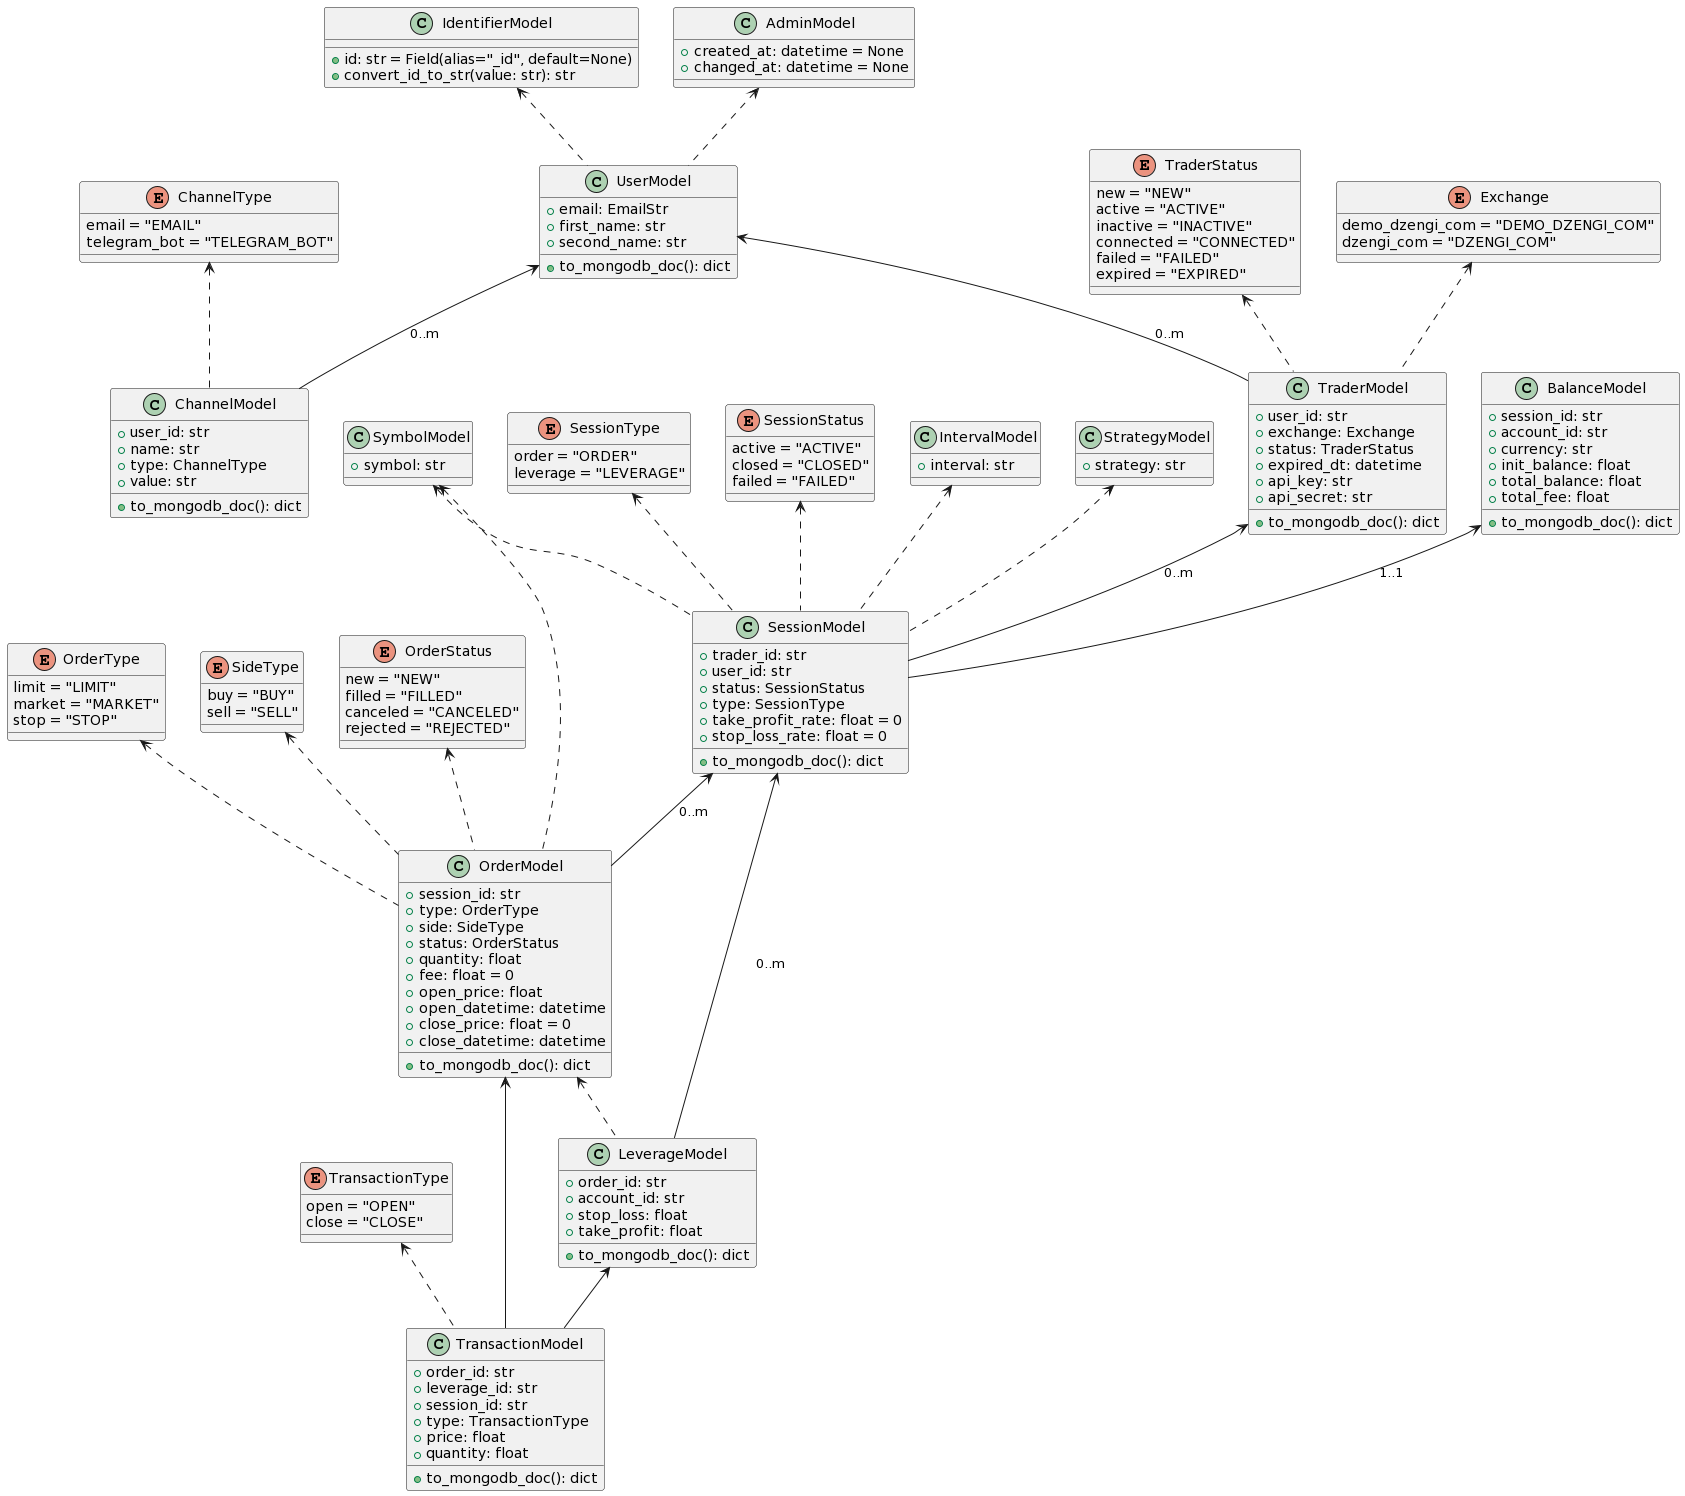 C IdentifierModel
id: str = Field(alias="_id", default=None)
convert_id_to_str(value: str): str
C AdminModel
created_at: datetime = None
changed_at: datetime = None
E ChannelType
email = "EMAIL"
telegram_bot = "TELEGRAM_BOT"
C UserModel
email: EmailStr
first_name: str
second_name: str
to_mongodb_doc(): dict
E TraderStatus
new = "NEW"
active = "ACTIVE"
inactive = "INACTIVE"
connected = "CONNECTED"
failed = "FAILED"
expired = "EXPIRED"
E Exchange
demo_dzengi_com = "DEMO_DZENGI_COM"
dzengi_com = "DZENGI_COM"
0..m
0..m
C ChannelModel
user_id: str
name: str
type: ChannelType
value: str
to_mongodb_doc(): dict
C SymbolModel
symbol: str
E SessionType
order = "ORDER"
leverage = "LEVERAGE"
E SessionStatus
active = "ACTIVE"
closed = "CLOSED"
failed = "FAILED"
C IntervalModel
interval: str
C StrategyModel
strategy: str
C TraderModel
user_id: str
exchange: Exchange
status: TraderStatus
expired_dt: datetime
api_key: str
api_secret: str
to_mongodb_doc(): dict
C BalanceModel
session_id: str
account_id: str
currency: str
init_balance: float
total_balance: float
total_fee: float
to_mongodb_doc(): dict
0..m
1..1
E OrderType
limit = "LIMIT"
market = "MARKET"
stop = "STOP"
E SideType
buy = "BUY"
sell = "SELL"
E OrderStatus
new = "NEW"
filled = "FILLED"
canceled = "CANCELED"
rejected = "REJECTED"
C SessionModel
trader_id: str
user_id: str
status: SessionStatus
type: SessionType
take_profit_rate: float = 0
stop_loss_rate: float = 0
to_mongodb_doc(): dict
0..m
C OrderModel
session_id: str
type: OrderType
side: SideType
status: OrderStatus
quantity: float
fee: float = 0
open_price: float
open_datetime: datetime
close_price: float = 0
close_datetime: datetime
to_mongodb_doc(): dict
0..m
E TransactionType
open = "OPEN"
close = "CLOSE"
C LeverageModel
order_id: str
account_id: str
stop_loss: float
take_profit: float
to_mongodb_doc(): dict
C TransactionModel
order_id: str
leverage_id: str
session_id: str
type: TransactionType
price: float
quantity: float
to_mongodb_doc(): dict